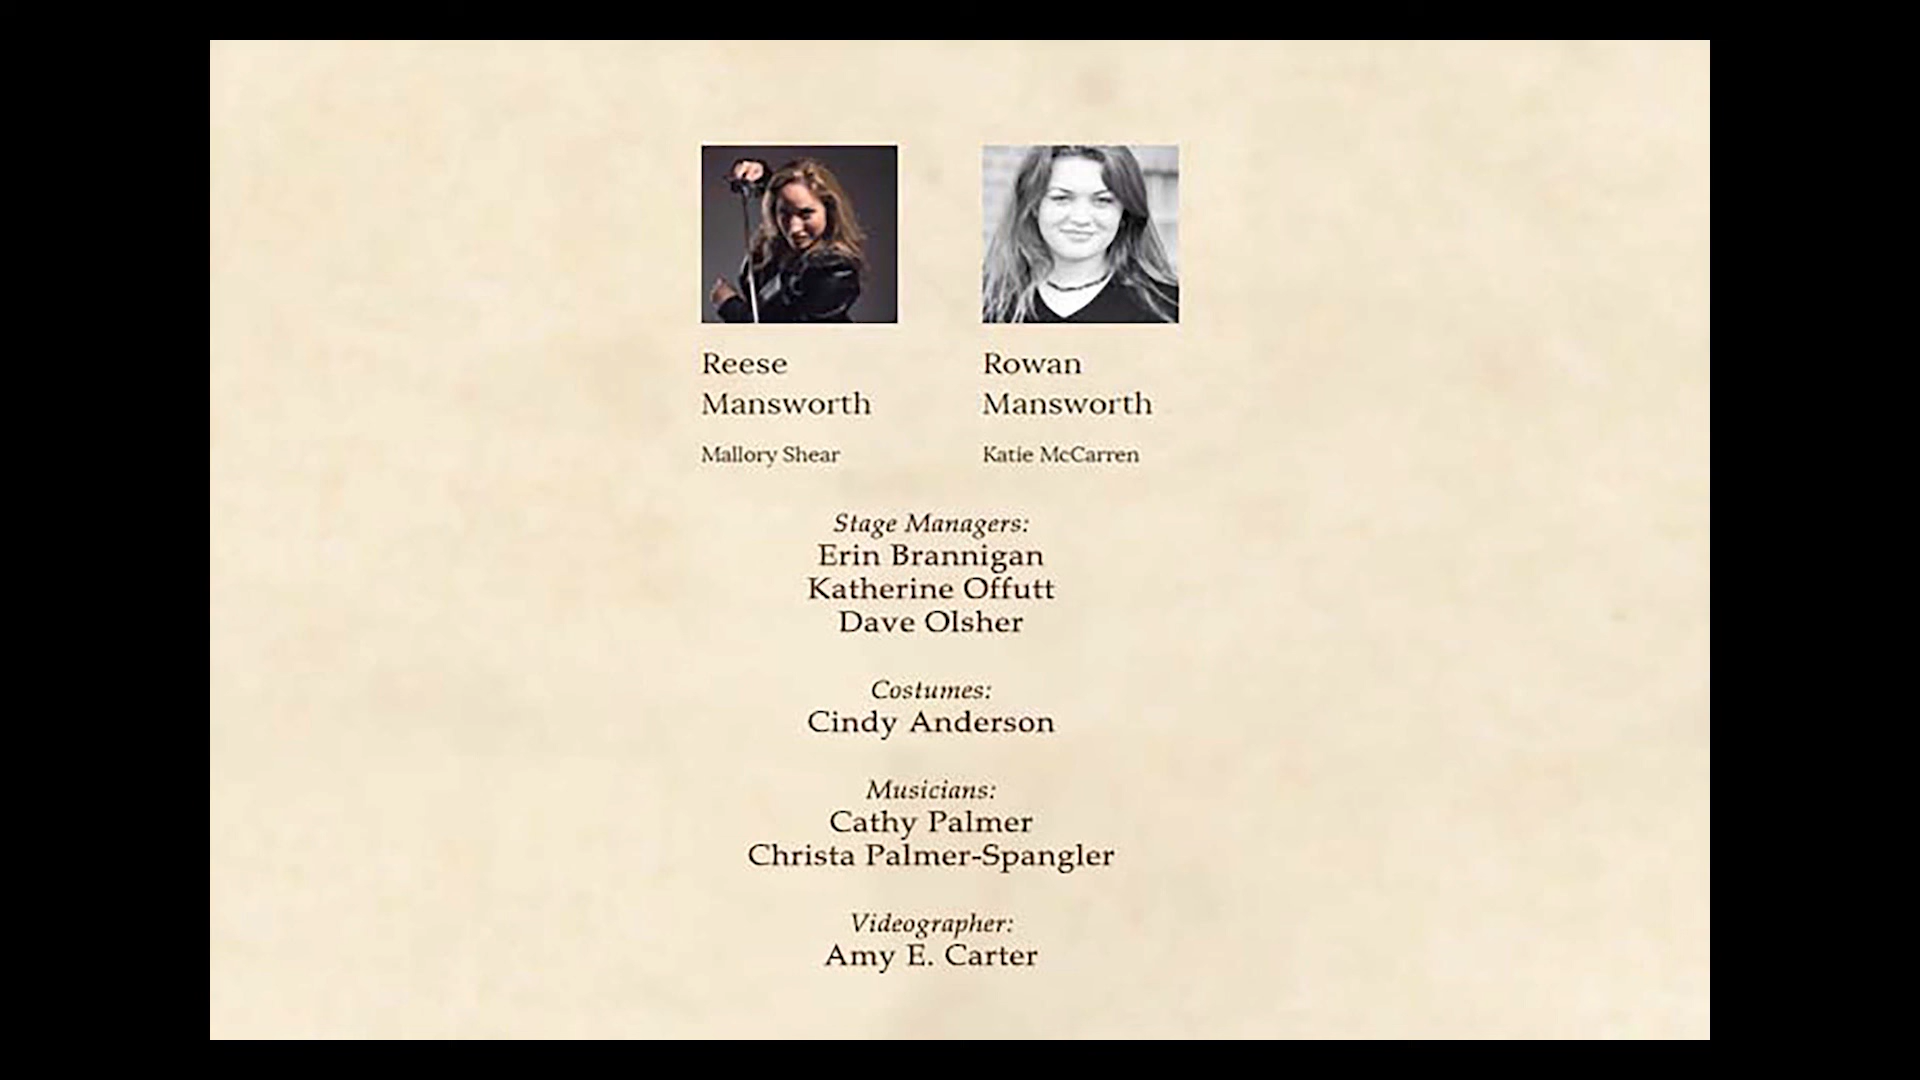 Reese
Mansworth
Mallory Shear
Rowan
Mansworth
Katie McCarren
Stage Managers:
Erin Brannigan
Katherine Offutt
Dave Olsher
Costumes:
Cindy Anderson
Musicians:
Cathy Palmer
Christa Palmer-Spangler
Videographer:
Amy E. Carter